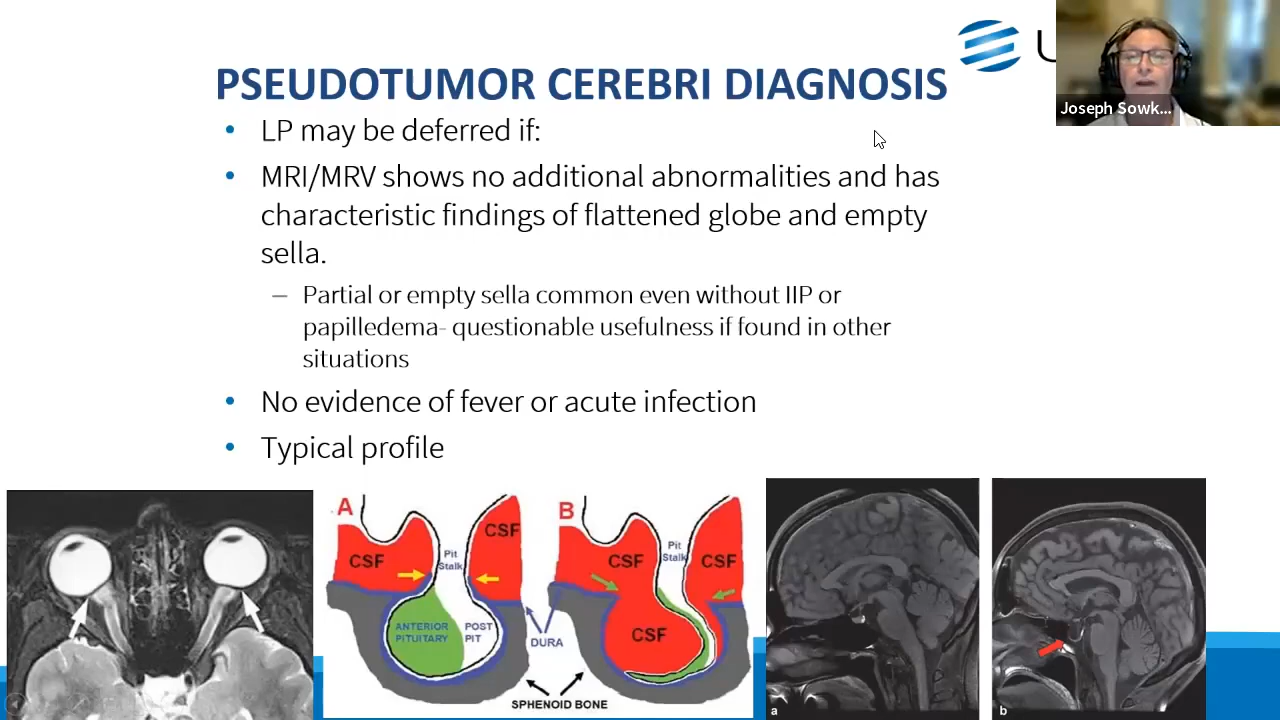 U
Joseph Sowk...
PSEUDOTUMOR CEREBRI DIAGNOSIS
• LP may be deferred if:
• MRI/MRV shows no additional abnormalities and has
characteristic findings of flattened globe and empty
sella.
– Partial or empty sella common even without IIP or
papilledema- questionable usefulness if found in other
situations
• No evidence of fever or acute infection
• Typical profile
A
CSF
Pit
Stalk
CSF
ANTERIOR
PITUITARY
POST
PIT
B
CSF
Pit
Stalk
CSF
CSF
DURA
SPHENOID BONE
a
b